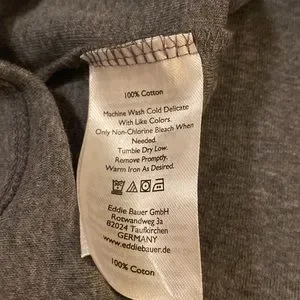 100% Cotton
Machine Wash Cold Delicate
With Like Colors.
Only Non-Chlorine Bleach When
Needed.
Tumble Dry Low.
Remove Promptly.
Warm Iron As Desired.
Eddie Bauer GmbH
Rotwandweg 3a
82024 Taufkirchen
GERMANY
www.eddiebauer.de
100% Coton